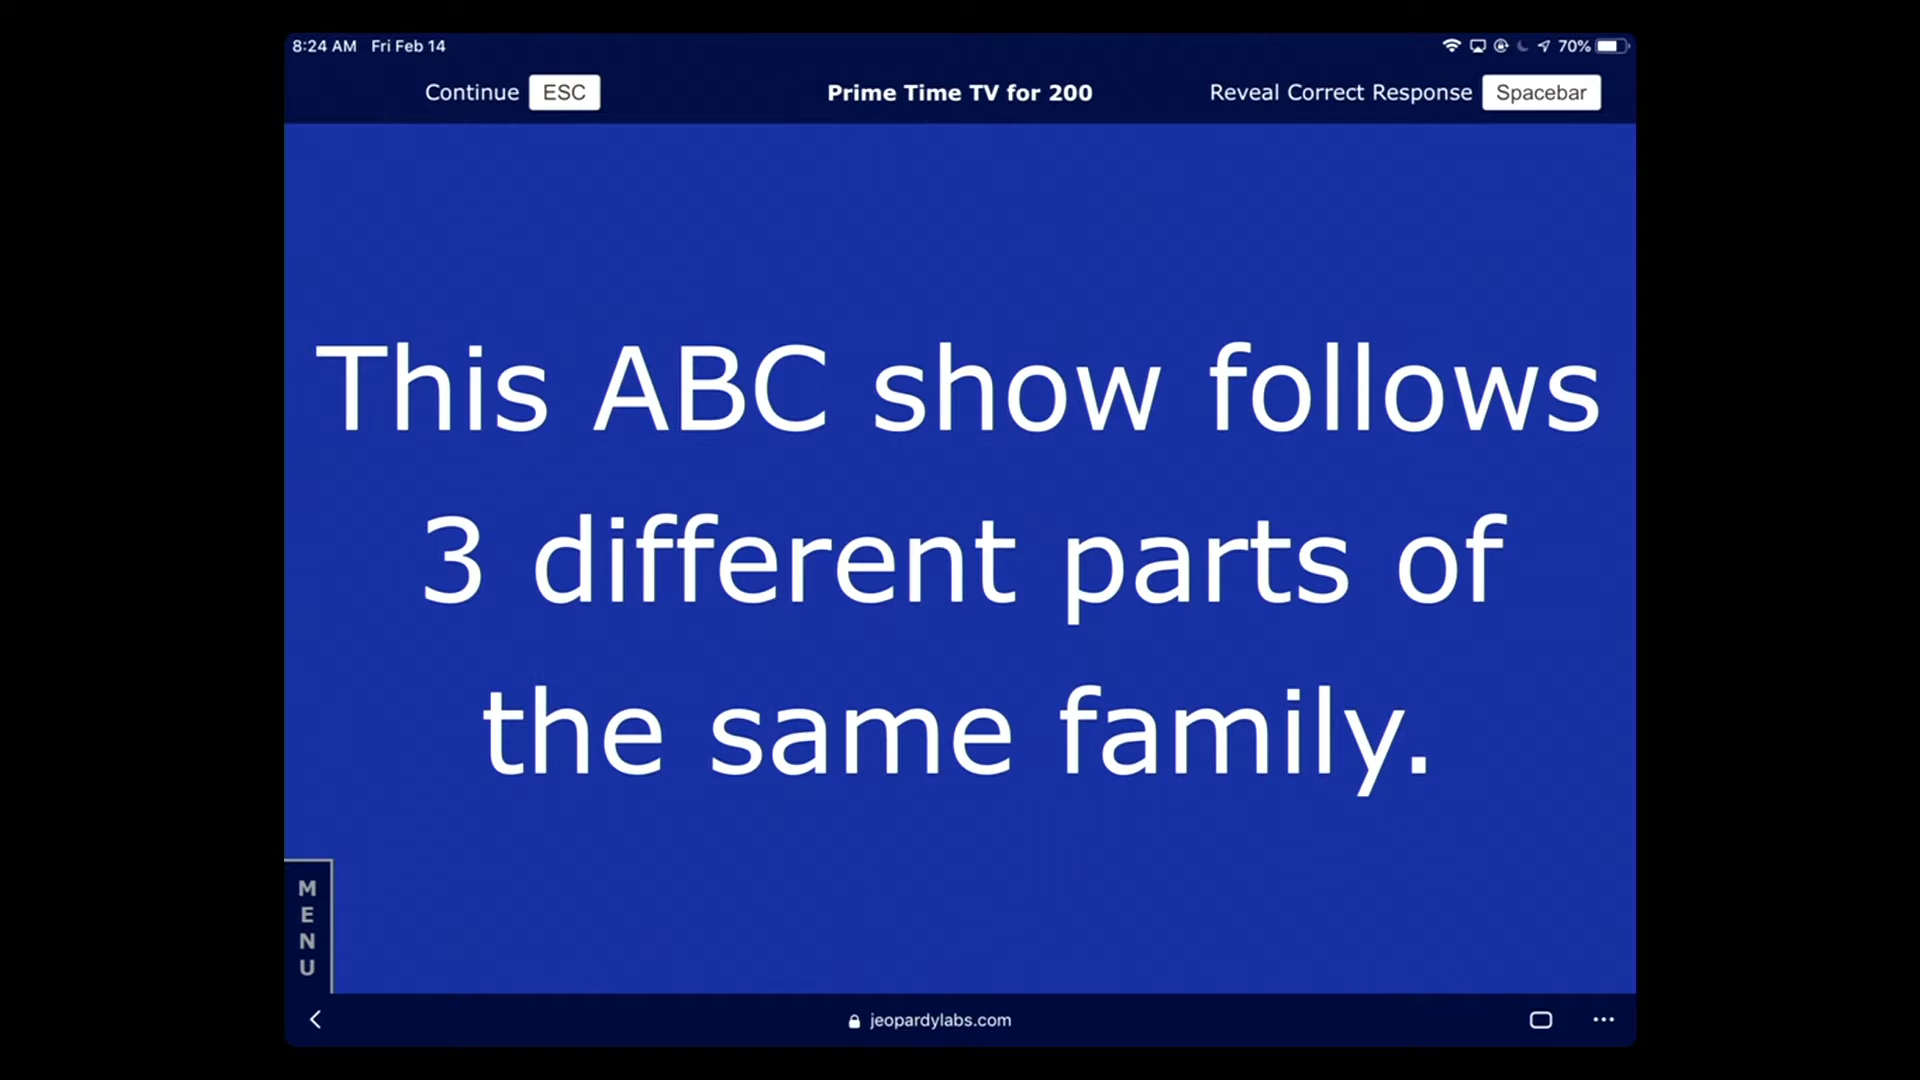 8:24 AM Fri Feb 14
70%
Continue ESC
Prime Time TV for 200
Reveal Correct Response Spacebar
This ABC show follows
3 different parts of
the same family.
MENU
jeopardylabs.com